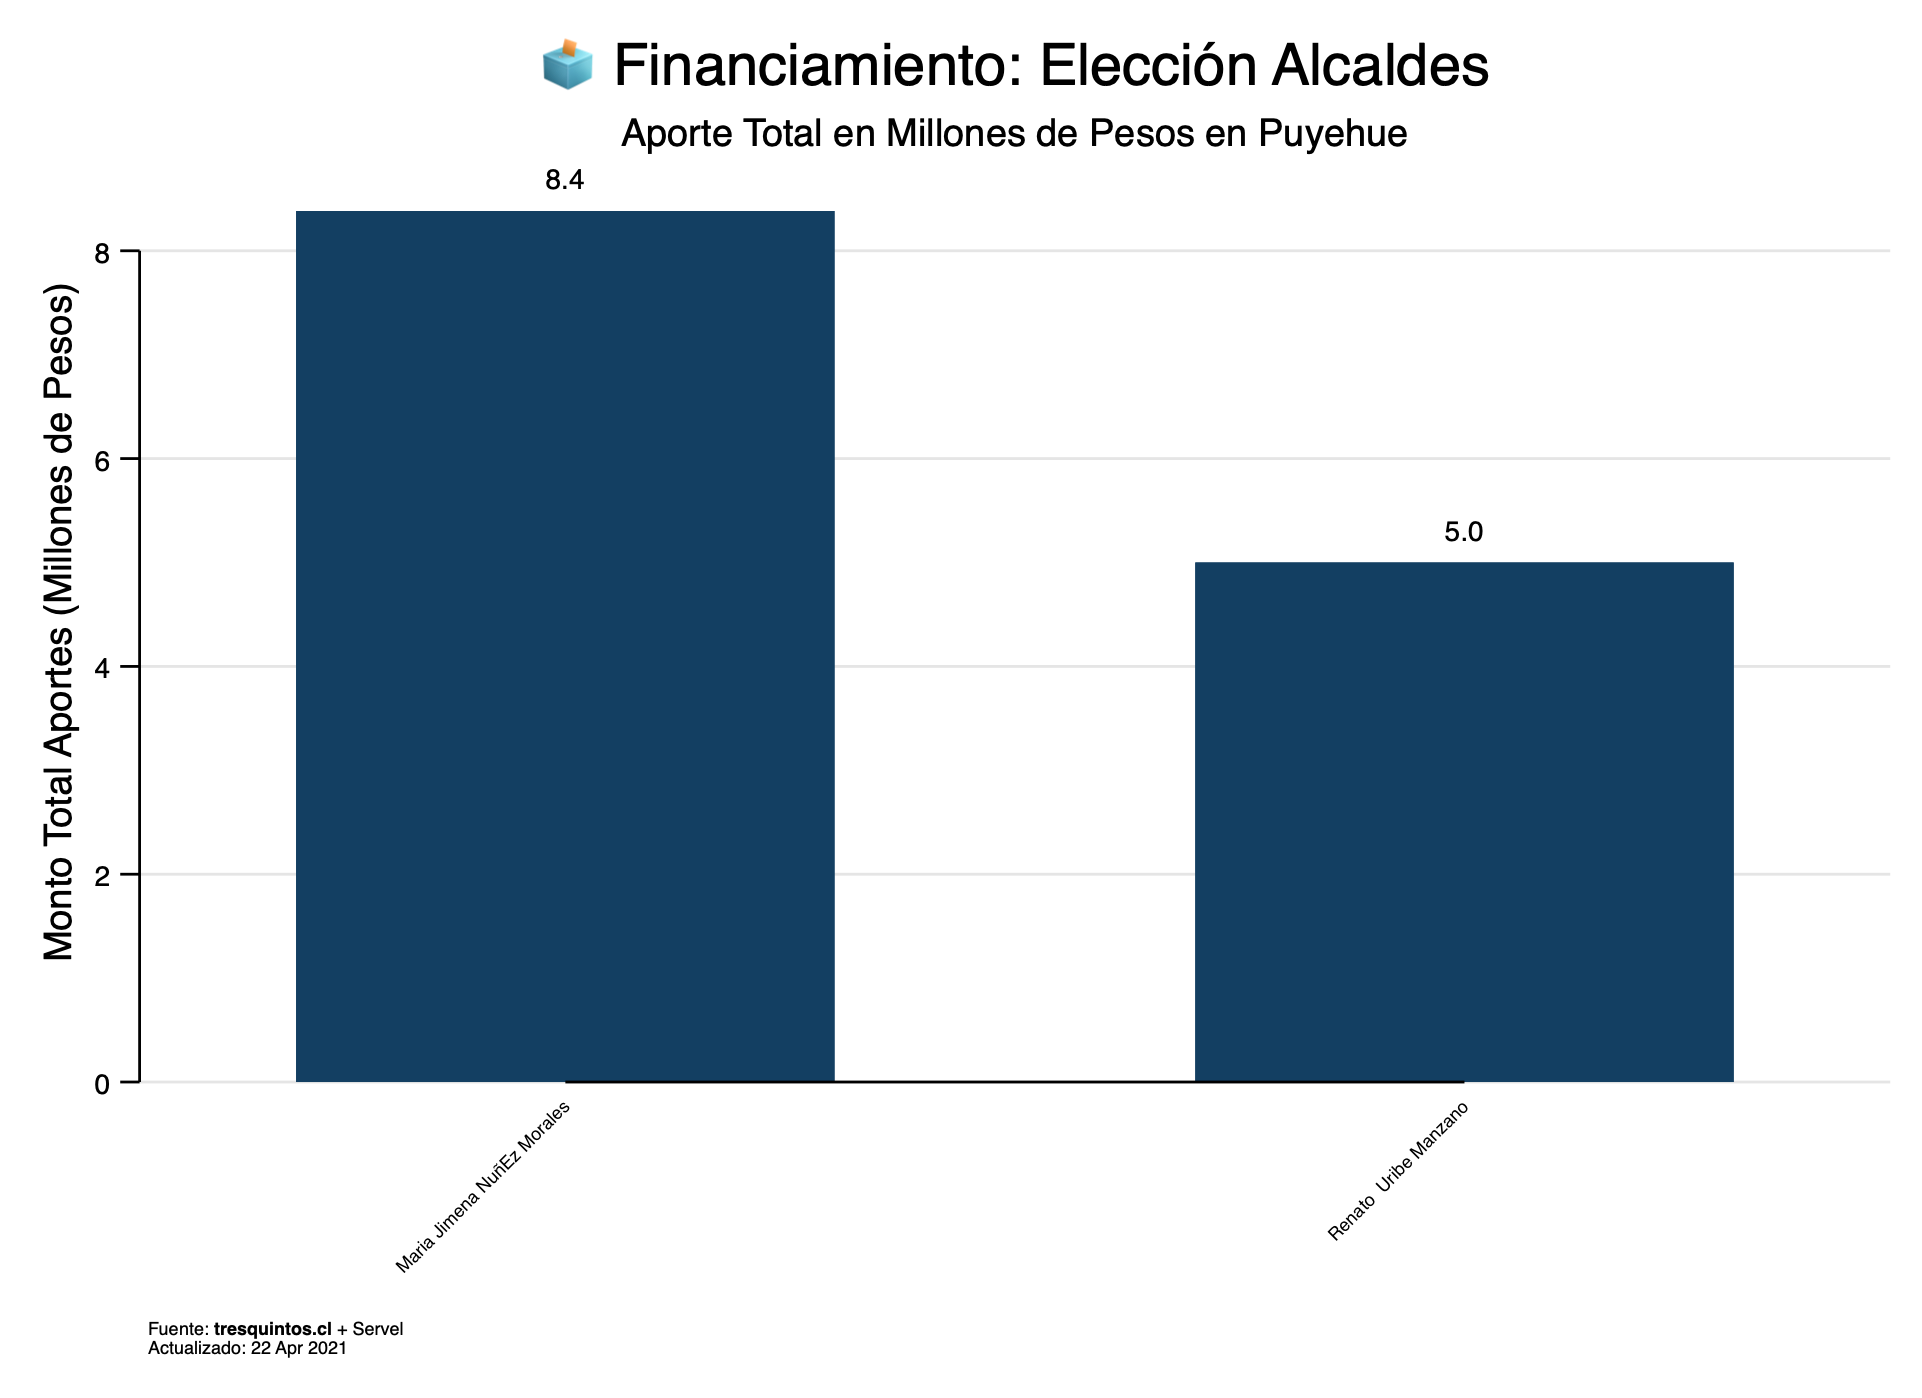 Financiamiento: Elección Alcaldes
Aporte Total en Millones de Pesos en Puyehue
Monto Total Aportes (Millones de Pesos)
8
6
4
2
0
8.4
5.0
Maria Jimena NuñEz Morales
Renato  Uribe Manzano
Fuente: tresquintos.cl + Servel
Actualizado: 22 Apr 2021